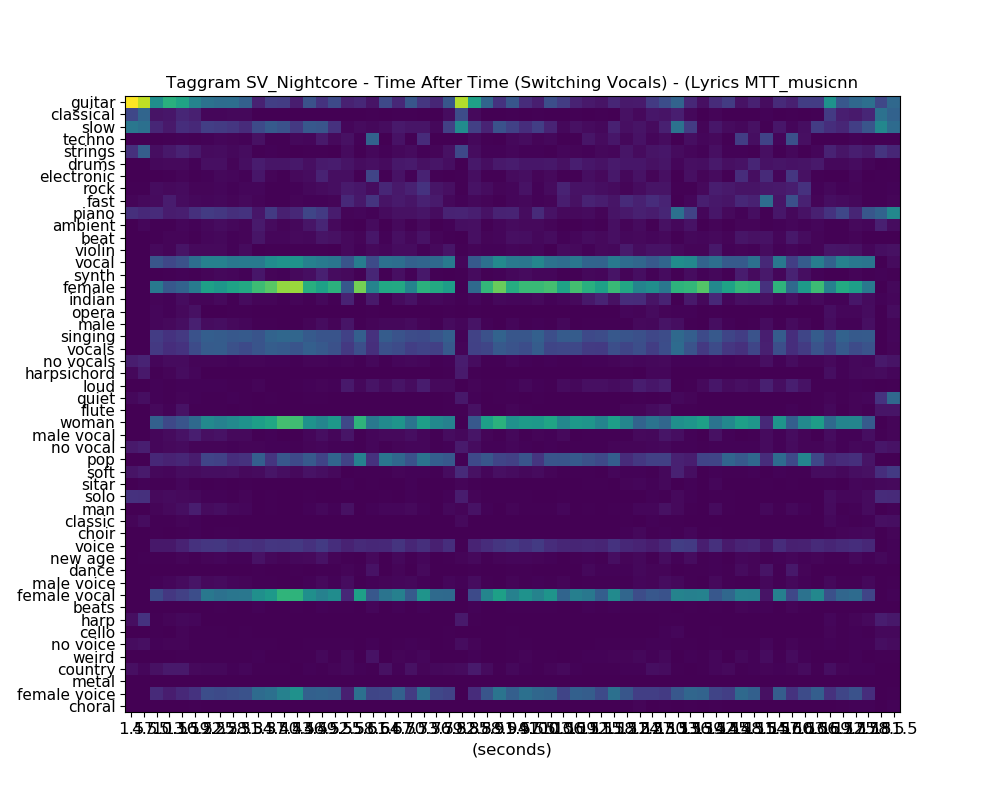 Taggram SV_Nightcore - Time After Time (Switching Vocals) - (Lyrics MTT_musicnn
guitar
classical
slow
techno
strings
drums
electronic
rock
fast
piano
ambient
beat
violin
vocal
synth
female
indian
opera
male
singing
vocals
no vocals
harpsichord
loud
quiet
flute
woman
male vocal
no vocal
pop
soft
sitar
solo
man
classic
choir
voice
new age
dance
male voice
female vocal
beats
harp
cello
no voice
weird
country
metal
female voice
choral
(seconds)